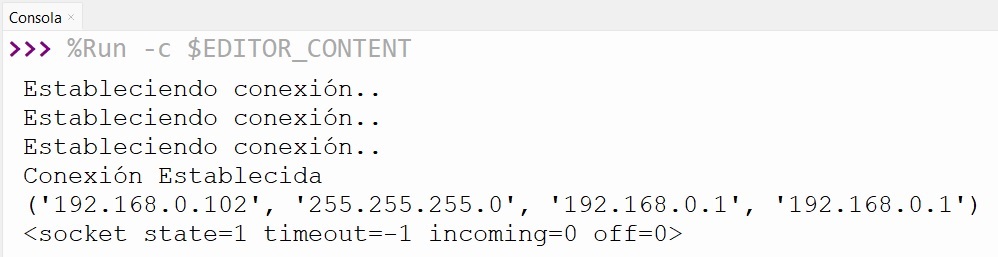 Consola ×
>>> %Run -c $EDITOR_CONTENT
Estableciendo conexión..
Estableciendo conexión..
Estableciendo conexión..
Conexión Establecida
('192.168.0.102', '255.255.255.0', '192.168.0.1', '192.168.0.1')
<socket state=1 timeout=-1 incoming=0 off=0>